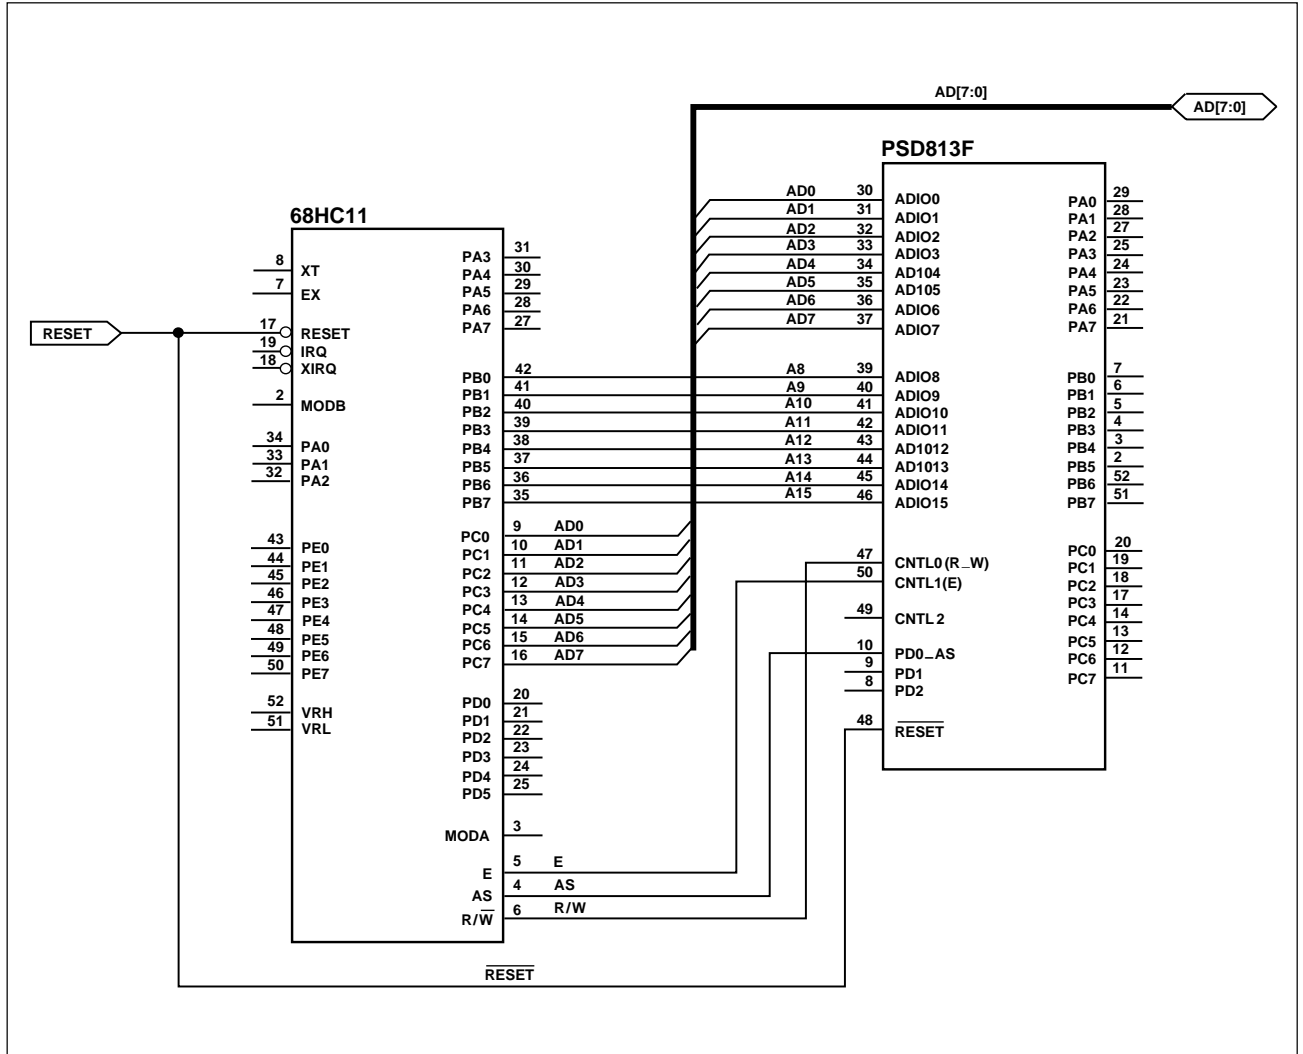 AD[7:0]
AD[7:0]
PSD813F
68HC11
RESET
8 XT
7 EX
17 RESET
19 IRQ
18 XIRQ
2 MODB
34 PA0
33 PA1
32 PA2
43 PE0
44 PE1
45 PE2
46 PE3
47 PE4
48 PE5
49 PE6
50 PE7
52 VRH
51 VRL
PA3 31
PA4 30
PA5 29
PA6 28
PA7 27
PB0 42
PB1 41
PB2 40
PB3 39
PB4 38
PB5 37
PB6 36
PB7 35
PC0 9 AD0
PC1 10 AD1
PC2 11 AD2
PC3 12 AD3
PC4 13 AD4
PC5 14 AD5
PC6 15 AD6
PC7 16 AD7
PD0 20
PD1 21
PD2 22
PD3 23
PD4 24
PD5 25
MODA 3
E 5 E
AS 4 AS
R/W 6 R/W
RESET
AD0 30 ADIO0
AD1 31 ADIO1
AD2 32 ADIO2
AD3 33 ADIO3
AD4 34 AD104
AD5 35 AD105
AD6 36 ADIO6
AD7 37 ADIO7
A8 39 ADIO8
A9 40 ADIO9
A10 41 ADIO10
A11 42 ADIO11
A12 43 AD1012
A13 44 AD1013
A14 45 ADIO14
A15 46 ADIO15
47 CNTL0(R_W)
50 CNTL1(E)
49 CNTL2
10 PD0_AS
9 PD1
8 PD2
48 RESET
PA0 29
PA1 28
PA2 27
PA3 25
PA4 24
PA5 23
PA6 22
PA7 21
PB0 7
PB1 6
PB2 5
PB3 4
PB4 3
PB5 2
PB6 52
PB7 51
PC0 20
PC1 19
PC2 18
PC3 17
PC4 14
PC5 13
PC6 12
PC7 11